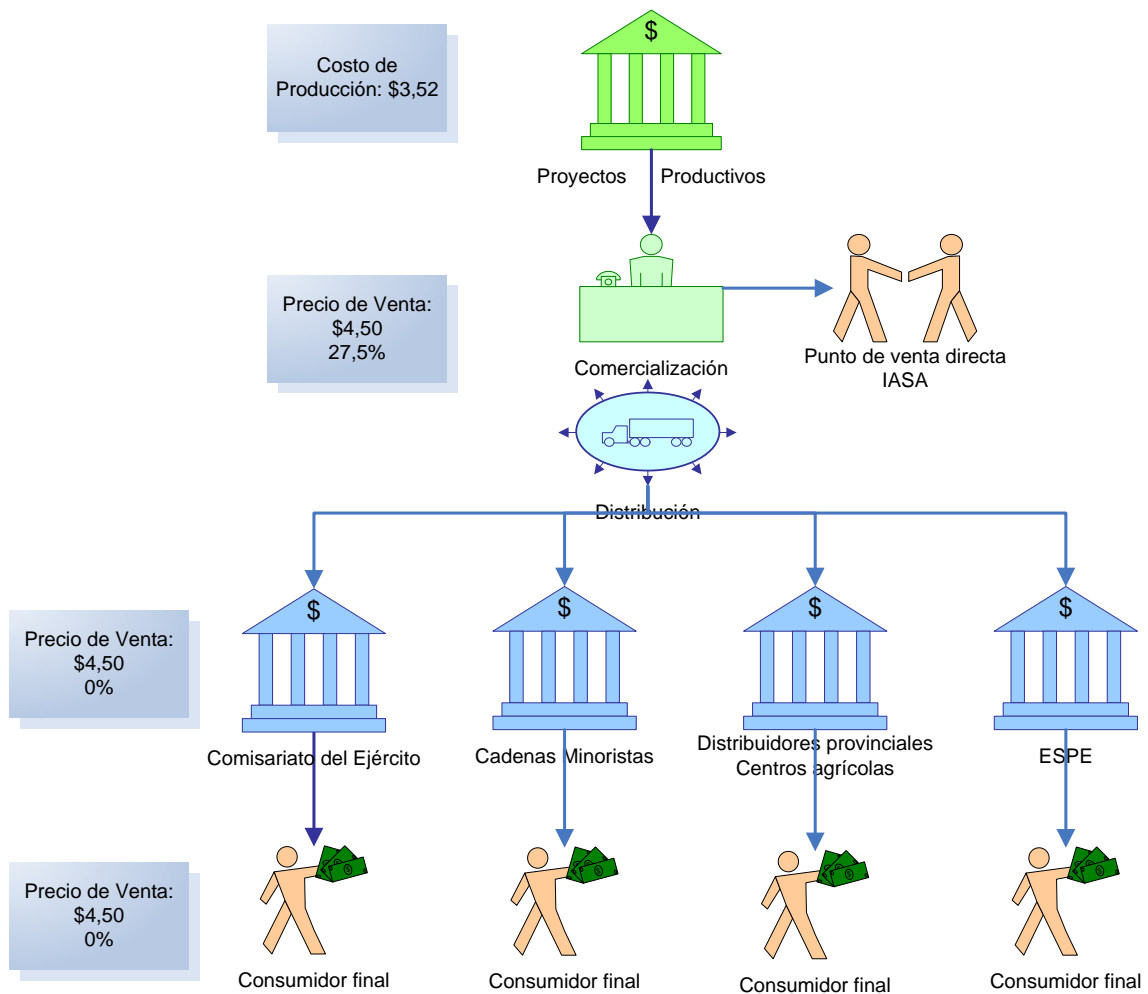 $
Costo de
Producción: $3,52
Proyectos Productivos
Precio de Venta:
$4,50
27,5%
Comercialización
Punto de venta directa
IASA
Distribución
$ $ $ $
Precio de Venta:
$4,50
0%
Comisariato del Ejército
Cadenas Minoristas
Distribuidores provinciales
Centros agrícolas
ESPE
Precio de Venta:
$4,50
0%
Consumidor final
Consumidor final
Consumidor final
Consumidor final